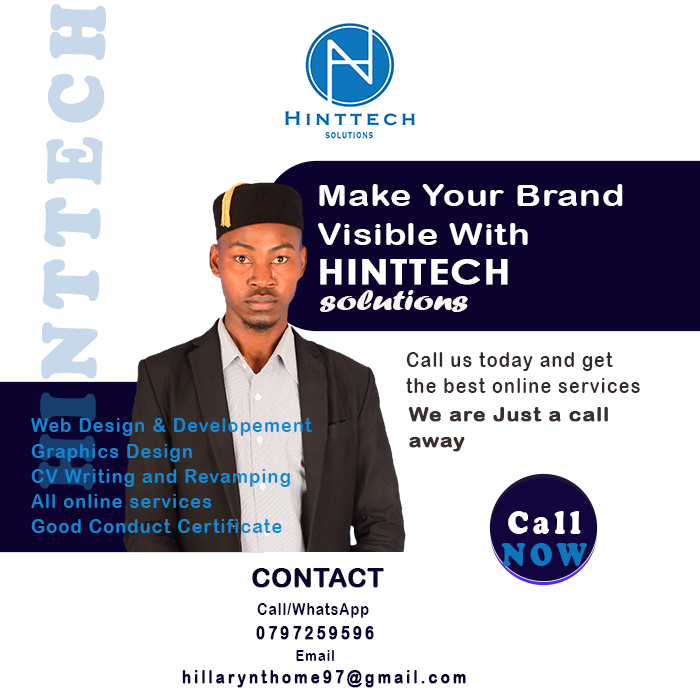 HINTTECH
HINTTECH
SOLUTIONS
Make Your Brand
Visible With
HINTTECH
solutions
Call us today and get
the best online services
We are Just a call
away
Web Design & Developement
Graphics Design
CV Writing and Revamping
All online services
Good Conduct Certificate
Call
NOW
CONTACT
Call/WhatsApp
0797259596
Email
hillarynthome97@gmail.com